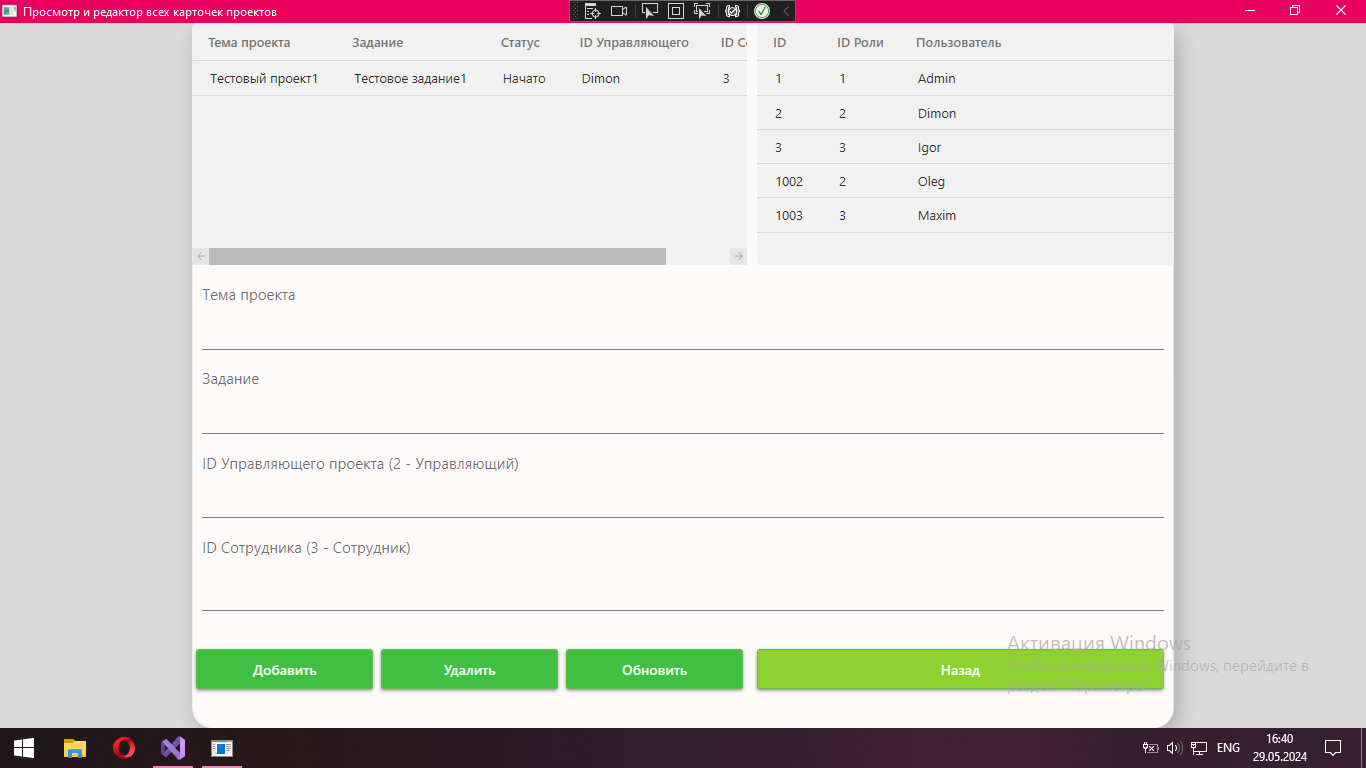 Просмотр и редактор всех карточек проектов
Тема проекта Задание Статус ID Управляющего
Тестовый проект1 Тестовое задание1 Начато Dimon 3
ID ID Роли Пользователь
1 1 Admin
2 2 Dimon
3 3 Igor
1002 2 Oleg
1003 3 Maxim
Тема проекта
Задание
ID Управляющего проекта (2 - Управляющий)
ID Сотрудника (3 - Сотрудник)
Добавить Удалить Обновить Назад
Активация Windows
Чтобы активировать Windows, перейдите в
раздел "Параметры".
ENG
16:40
29.05.2024